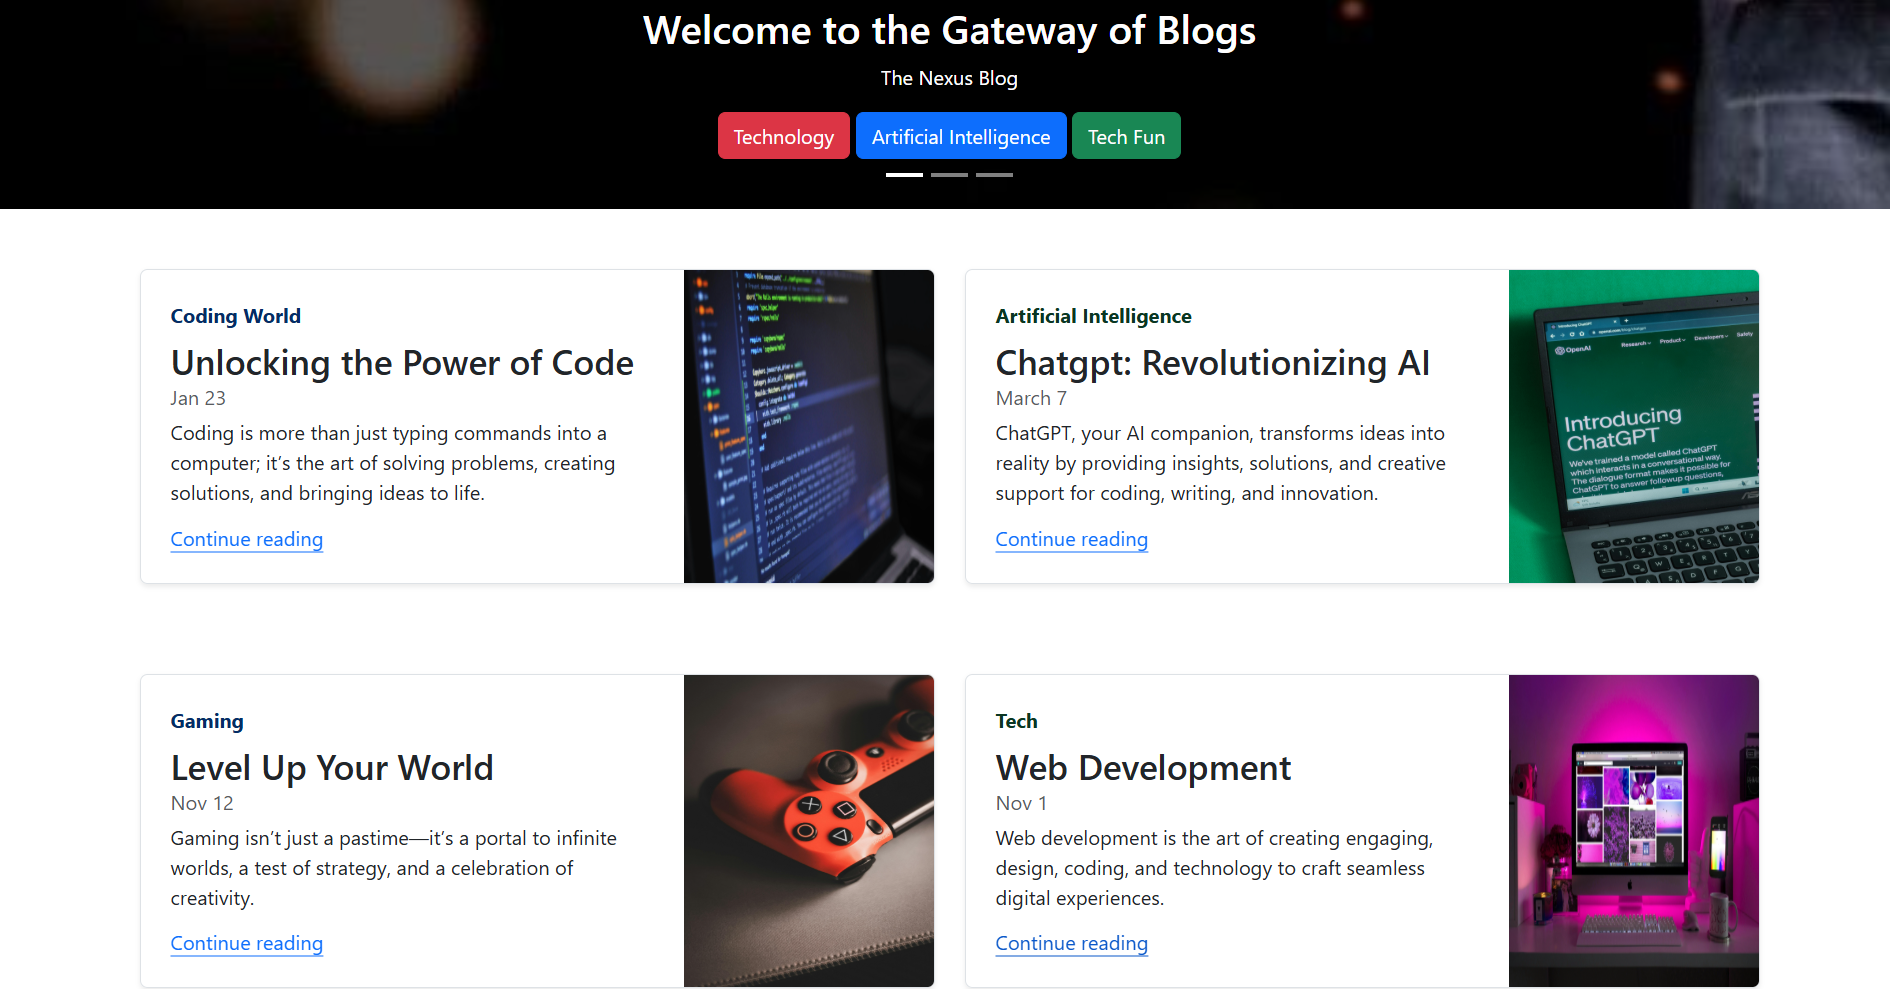 Welcome to the Gateway of Blogs
The Nexus Blog
Technology
Artificial Intelligence
Tech Fun
Coding World
Unlocking the Power of Code
Jan 23
Coding is more than just typing commands into a
computer; it’s the art of solving problems, creating
solutions, and bringing ideas to life.
Continue reading
Artificial Intelligence
Chatgpt: Revolutionizing AI
March 7
ChatGPT, your AI companion, transforms ideas into
reality by providing insights, solutions, and creative
support for coding, writing, and innovation.
Continue reading
OpenAI
Research
Product
Developers
Safety
Introducing
ChatGPT
We've trained a model called ChatGPT
which interacts in a conversational way.
The dialogue format makes it possible for
ChatGPT to answer followup questions,
Gaming
Level Up Your World
Nov 12
Gaming isn’t just a pastime—it’s a portal to infinite
worlds, a test of strategy, and a celebration of
creativity.
Continue reading
Tech
Web Development
Nov 1
Web development is the art of creating engaging,
design, coding, and technology to craft seamless
digital experiences.
Continue reading